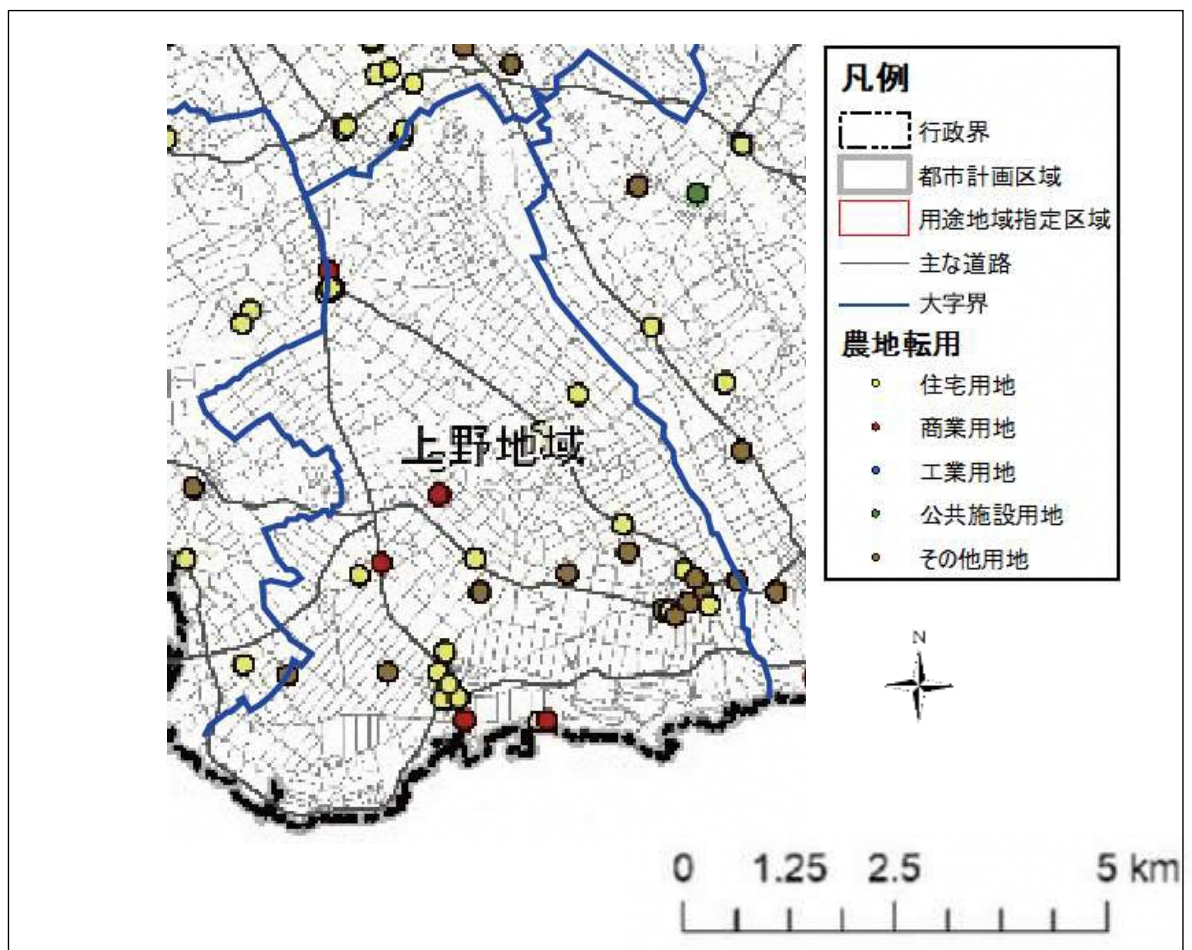 凡例
行政界
都市計画区域
用途地域指定区域
主な道路
大字界
農地転用
住宅用地
商業用地
工業用地
公共施設用地
その他用地
上野地域
N
0 1.25 2.5 5 km